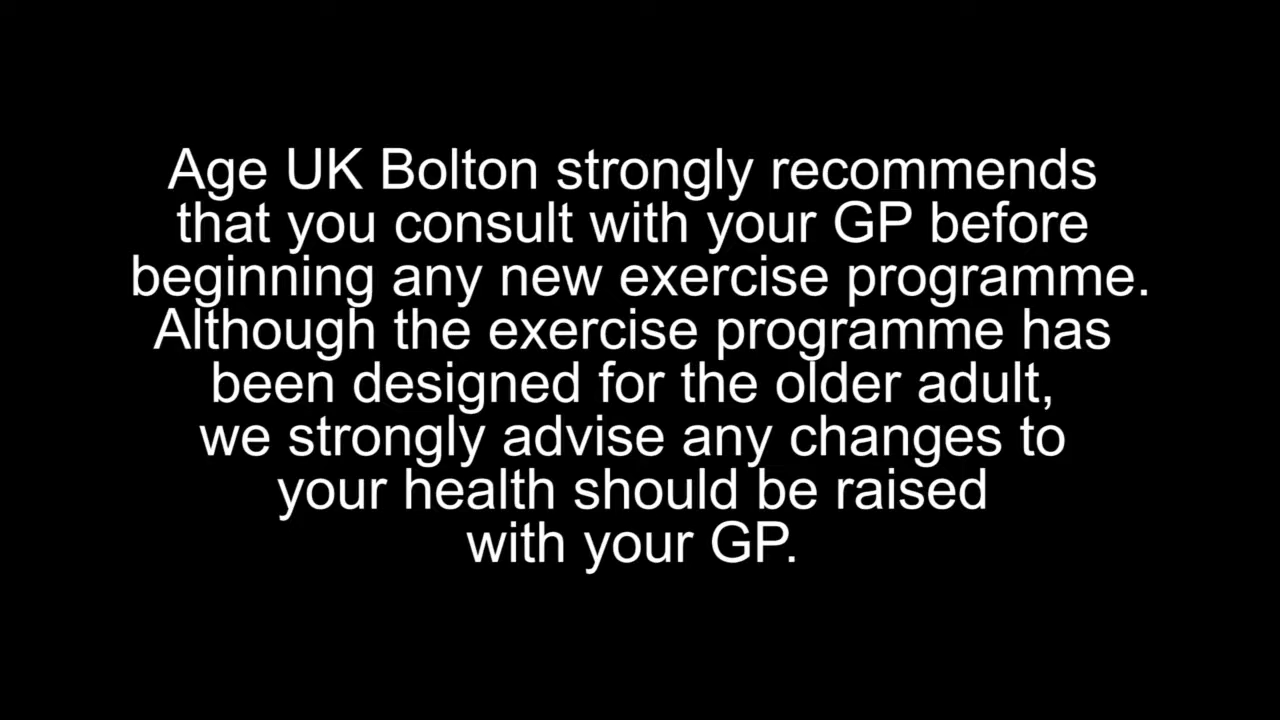 Age UK Bolton strongly recommends
that you consult with your GP before
beginning any new exercise programme.
Although the exercise programme has
been designed for the older adult,
we strongly advise any changes to
your health should be raised
with your GP.